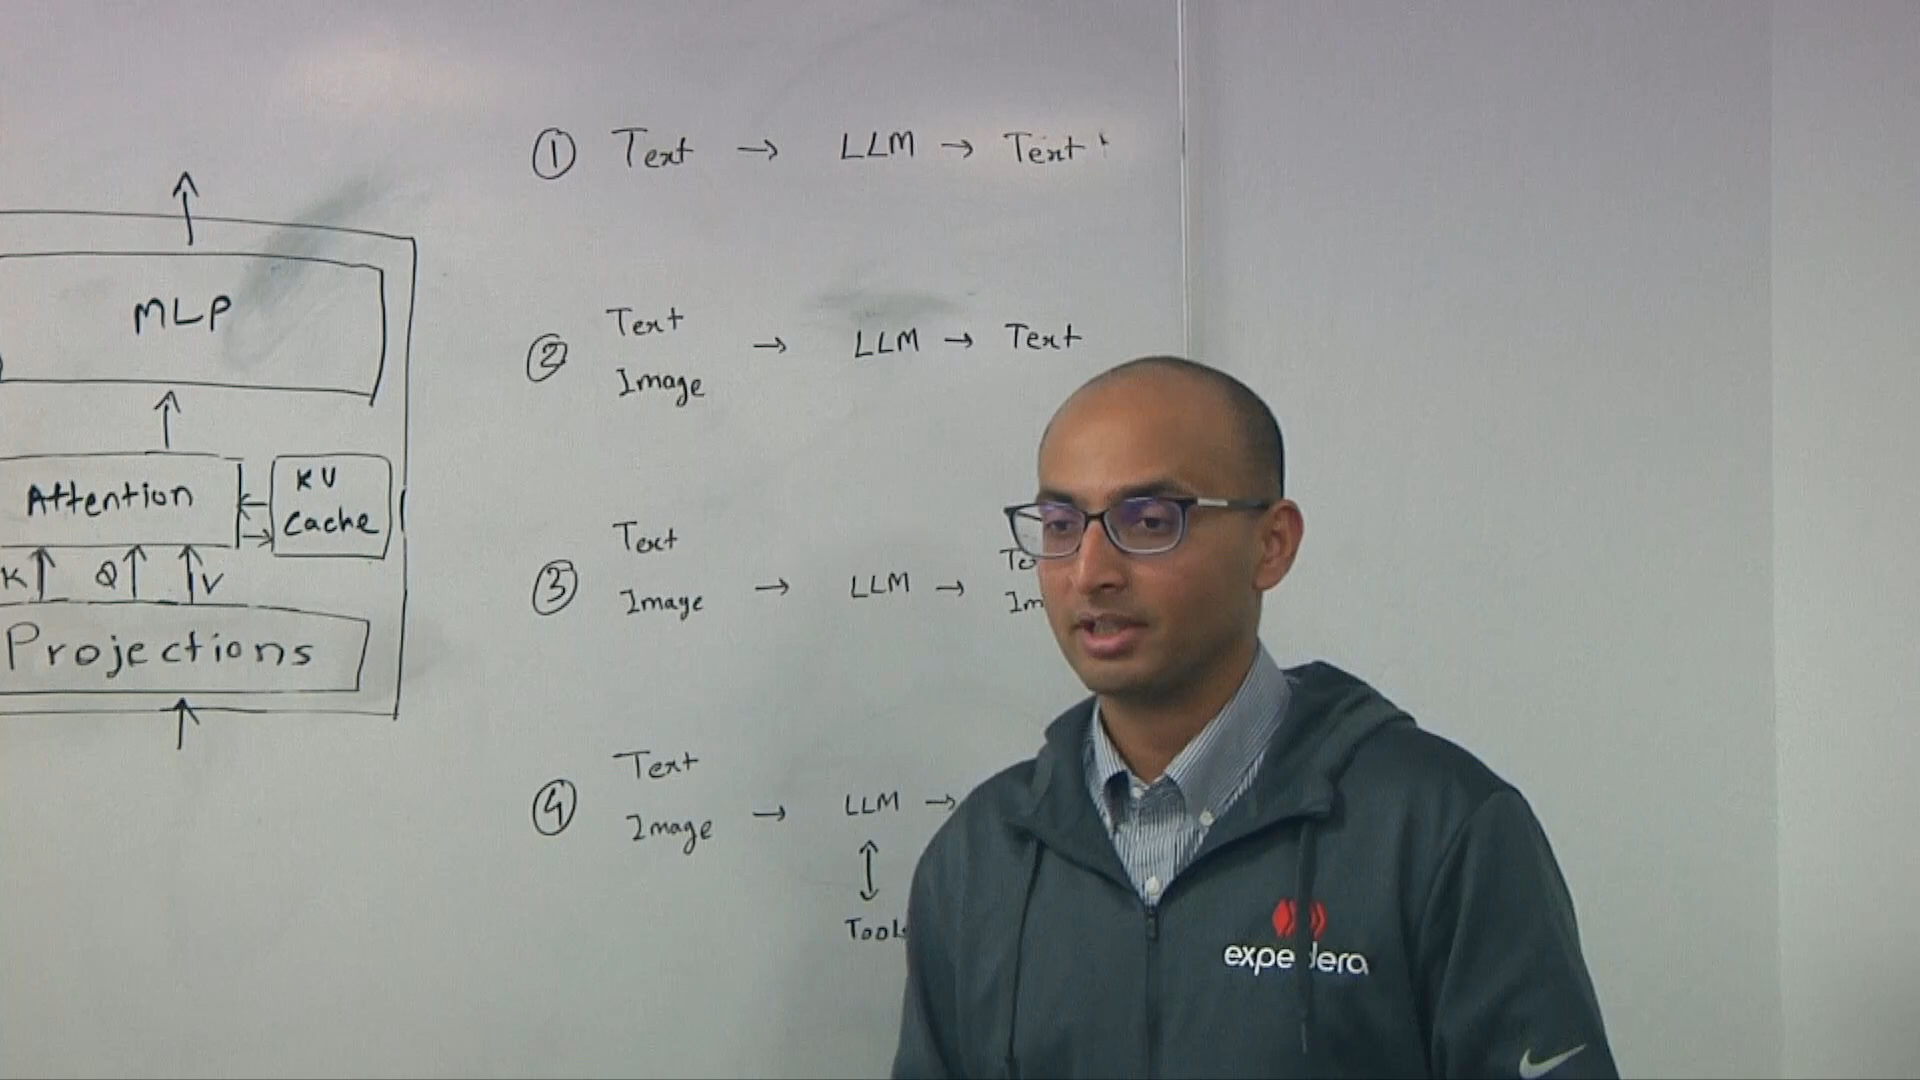 MLP
Attention
KV
Cache
K Q V
Projections
① Text → LLM → Text
② Text
Image → LLM → Text
③ Text
Image → LLM →
④ Text
Image → LLM →
↕
expedera